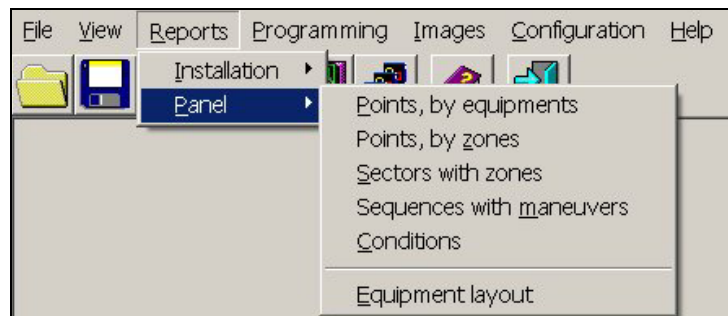 File View Reports Programming Images Configuration Help
Installation
Panel
Points, by equipments
Points, by zones
Sectors with zones
Sequences with maneuvers
Conditions
Equipment layout